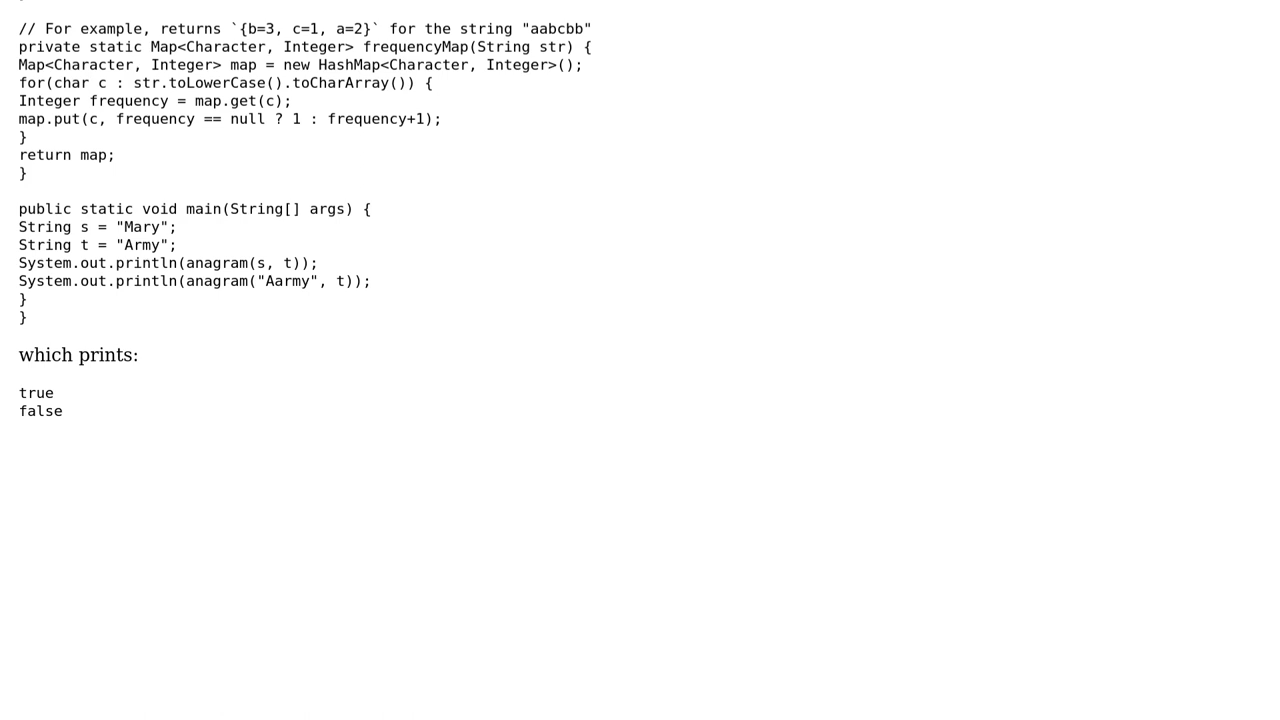 // For example, returns `{b=3, c=1, a=2}` for the string "aabcbb"
private static Map<Character, Integer> frequencyMap(String str) {
Map<Character, Integer> map = new HashMap<Character, Integer>();
for(char c : str.toLowerCase().toCharArray()) {
Integer frequency = map.get(c);
map.put(c, frequency == null ? 1 : frequency+1);
}
return map;
}
public static void main(String[] args) {
String s = "Mary";
String t = "Army";
System.out.println(anagram(s, t));
System.out.println(anagram("Aarmy", t));
}
}
which prints:
true
false